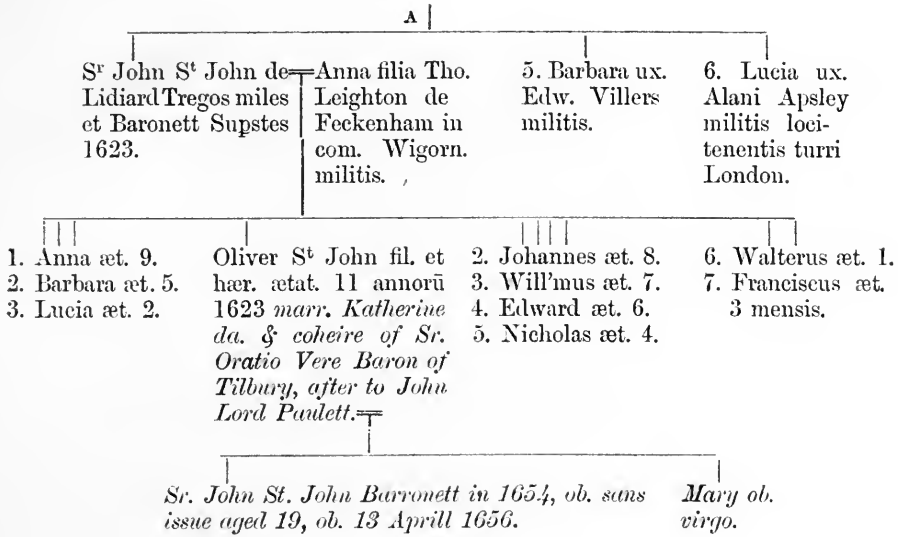 A
Sr John St John de
Lidiard Tregos miles
et Baronett Supstes
1623.
Anna filia Tho.
Leighton de
Feckenham in
com. Wigorn.
militis.
5. Barbara ux.
Edw. Villers
militis.
6. Lucia ux.
Alani Apsley
militis loci-
tenentis turri
London.
1. Anna æt. 9.
2. Barbara æt. 5.
3. Lucia æt. 2.
Oliver St John fil. et
hær. ætat. 11 annorū
1623 marr. Katherine
da. & coheire of Sr.
Oratio Vere Baron of
Tilbury, after to John
Lord Paulett.
2. Johannes æt. 8.
3. Will'mus æt. 7.
4. Edward æt. 6.
5. Nicholas æt. 4.
6. Walterus æt. 1.
7. Franciscus æt.
3 mensis.
Sr. John St. John Barronett in 1654, ob. sans
issue aged 19, ob. 13 Aprill 1656.
Mary ob.
virgo.